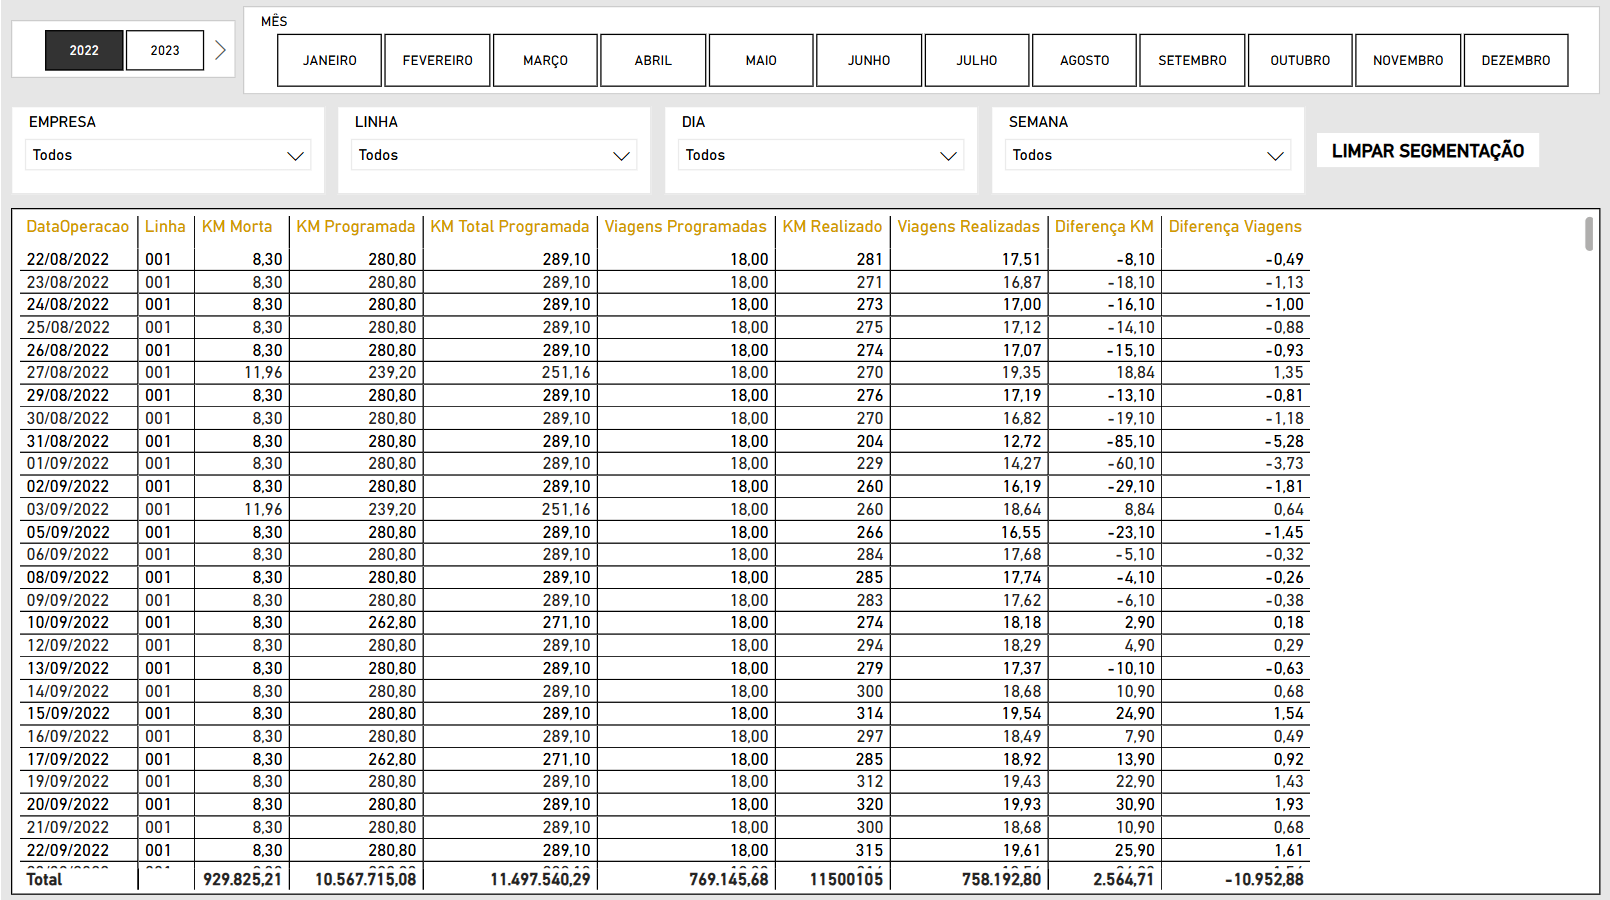 MÊS
2022 2023
JANEIRO FEVEREIRO MARÇO ABRIL MAIO JUNHO JULHO AGOSTO SETEMBRO OUTUBRO NOVEMBRO DEZEMBRO
EMPRESA LINHA DIA SEMANA
Todos Todos Todos Todos
LIMPAR SEGMENTAÇÃO
DataOperacao Linha KM Morta KM Programada KM Total Programada Viagens Programadas KM Realizado Viagens Realizadas Diferença KM Diferença Viagens
22/08/2022 001 8,30 280,80 289,10 18,00 281 17,51 -8,10 -0,49
23/08/2022 001 8,30 280,80 289,10 18,00 271 16,87 -18,10 -1,13
24/08/2022 001 8,30 280,80 289,10 18,00 273 17,00 -16,10 -1,00
25/08/2022 001 8,30 280,80 289,10 18,00 275 17,12 -14,10 -0,88
26/08/2022 001 8,30 280,80 289,10 18,00 274 17,07 -15,10 -0,93
27/08/2022 001 11,96 239,20 251,16 18,00 270 19,35 18,84 1,35
29/08/2022 001 8,30 280,80 289,10 18,00 276 17,19 -13,10 -0,81
30/08/2022 001 8,30 280,80 289,10 18,00 270 16,82 -19,10 -1,18
31/08/2022 001 8,30 280,80 289,10 18,00 204 12,72 -85,10 -5,28
01/09/2022 001 8,30 280,80 289,10 18,00 229 14,27 -60,10 -3,73
02/09/2022 001 8,30 280,80 289,10 18,00 260 16,19 -29,10 -1,81
03/09/2022 001 11,96 239,20 251,16 18,00 260 18,64 8,84 0,64
05/09/2022 001 8,30 280,80 289,10 18,00 266 16,55 -23,10 -1,45
06/09/2022 001 8,30 280,80 289,10 18,00 284 17,68 -5,10 -0,32
08/09/2022 001 8,30 280,80 289,10 18,00 285 17,74 -4,10 -0,26
09/09/2022 001 8,30 280,80 289,10 18,00 283 17,62 -6,10 -0,38
10/09/2022 001 8,30 262,80 271,10 18,00 274 18,18 2,90 0,18
12/09/2022 001 8,30 280,80 289,10 18,00 294 18,29 4,90 0,29
13/09/2022 001 8,30 280,80 289,10 18,00 279 17,37 -10,10 -0,63
14/09/2022 001 8,30 280,80 289,10 18,00 300 18,68 10,90 0,68
15/09/2022 001 8,30 280,80 289,10 18,00 314 19,54 24,90 1,54
16/09/2022 001 8,30 280,80 289,10 18,00 297 18,49 7,90 0,49
17/09/2022 001 8,30 262,80 271,10 18,00 285 18,92 13,90 0,92
19/09/2022 001 8,30 280,80 289,10 18,00 312 19,43 22,90 1,43
20/09/2022 001 8,30 280,80 289,10 18,00 320 19,93 30,90 1,93
21/09/2022 001 8,30 280,80 289,10 18,00 300 18,68 10,90 0,68
22/09/2022 001 8,30 280,80 289,10 18,00 315 19,61 25,90 1,61
Total 929.825,21 10.567.715,08 11.497.540,29 769.145,68 11500105 758.192,80 2.564,71 -10.952,88